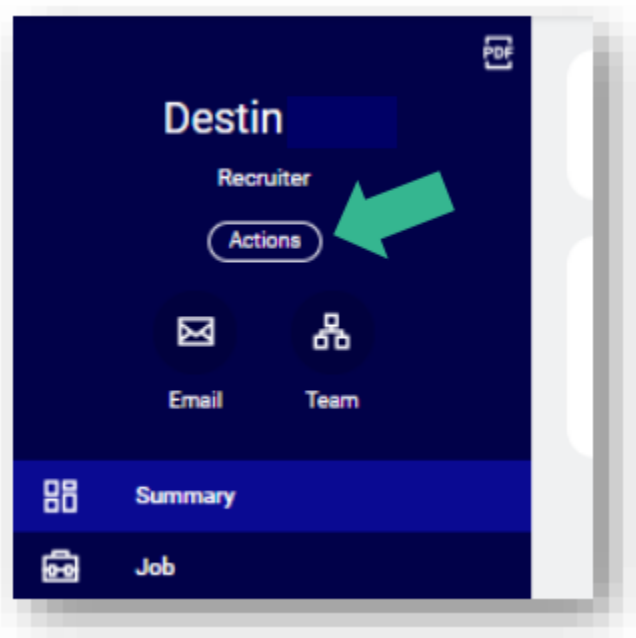 PDF
Destin
Recruiter
Actions
Email Team
Summary
Job